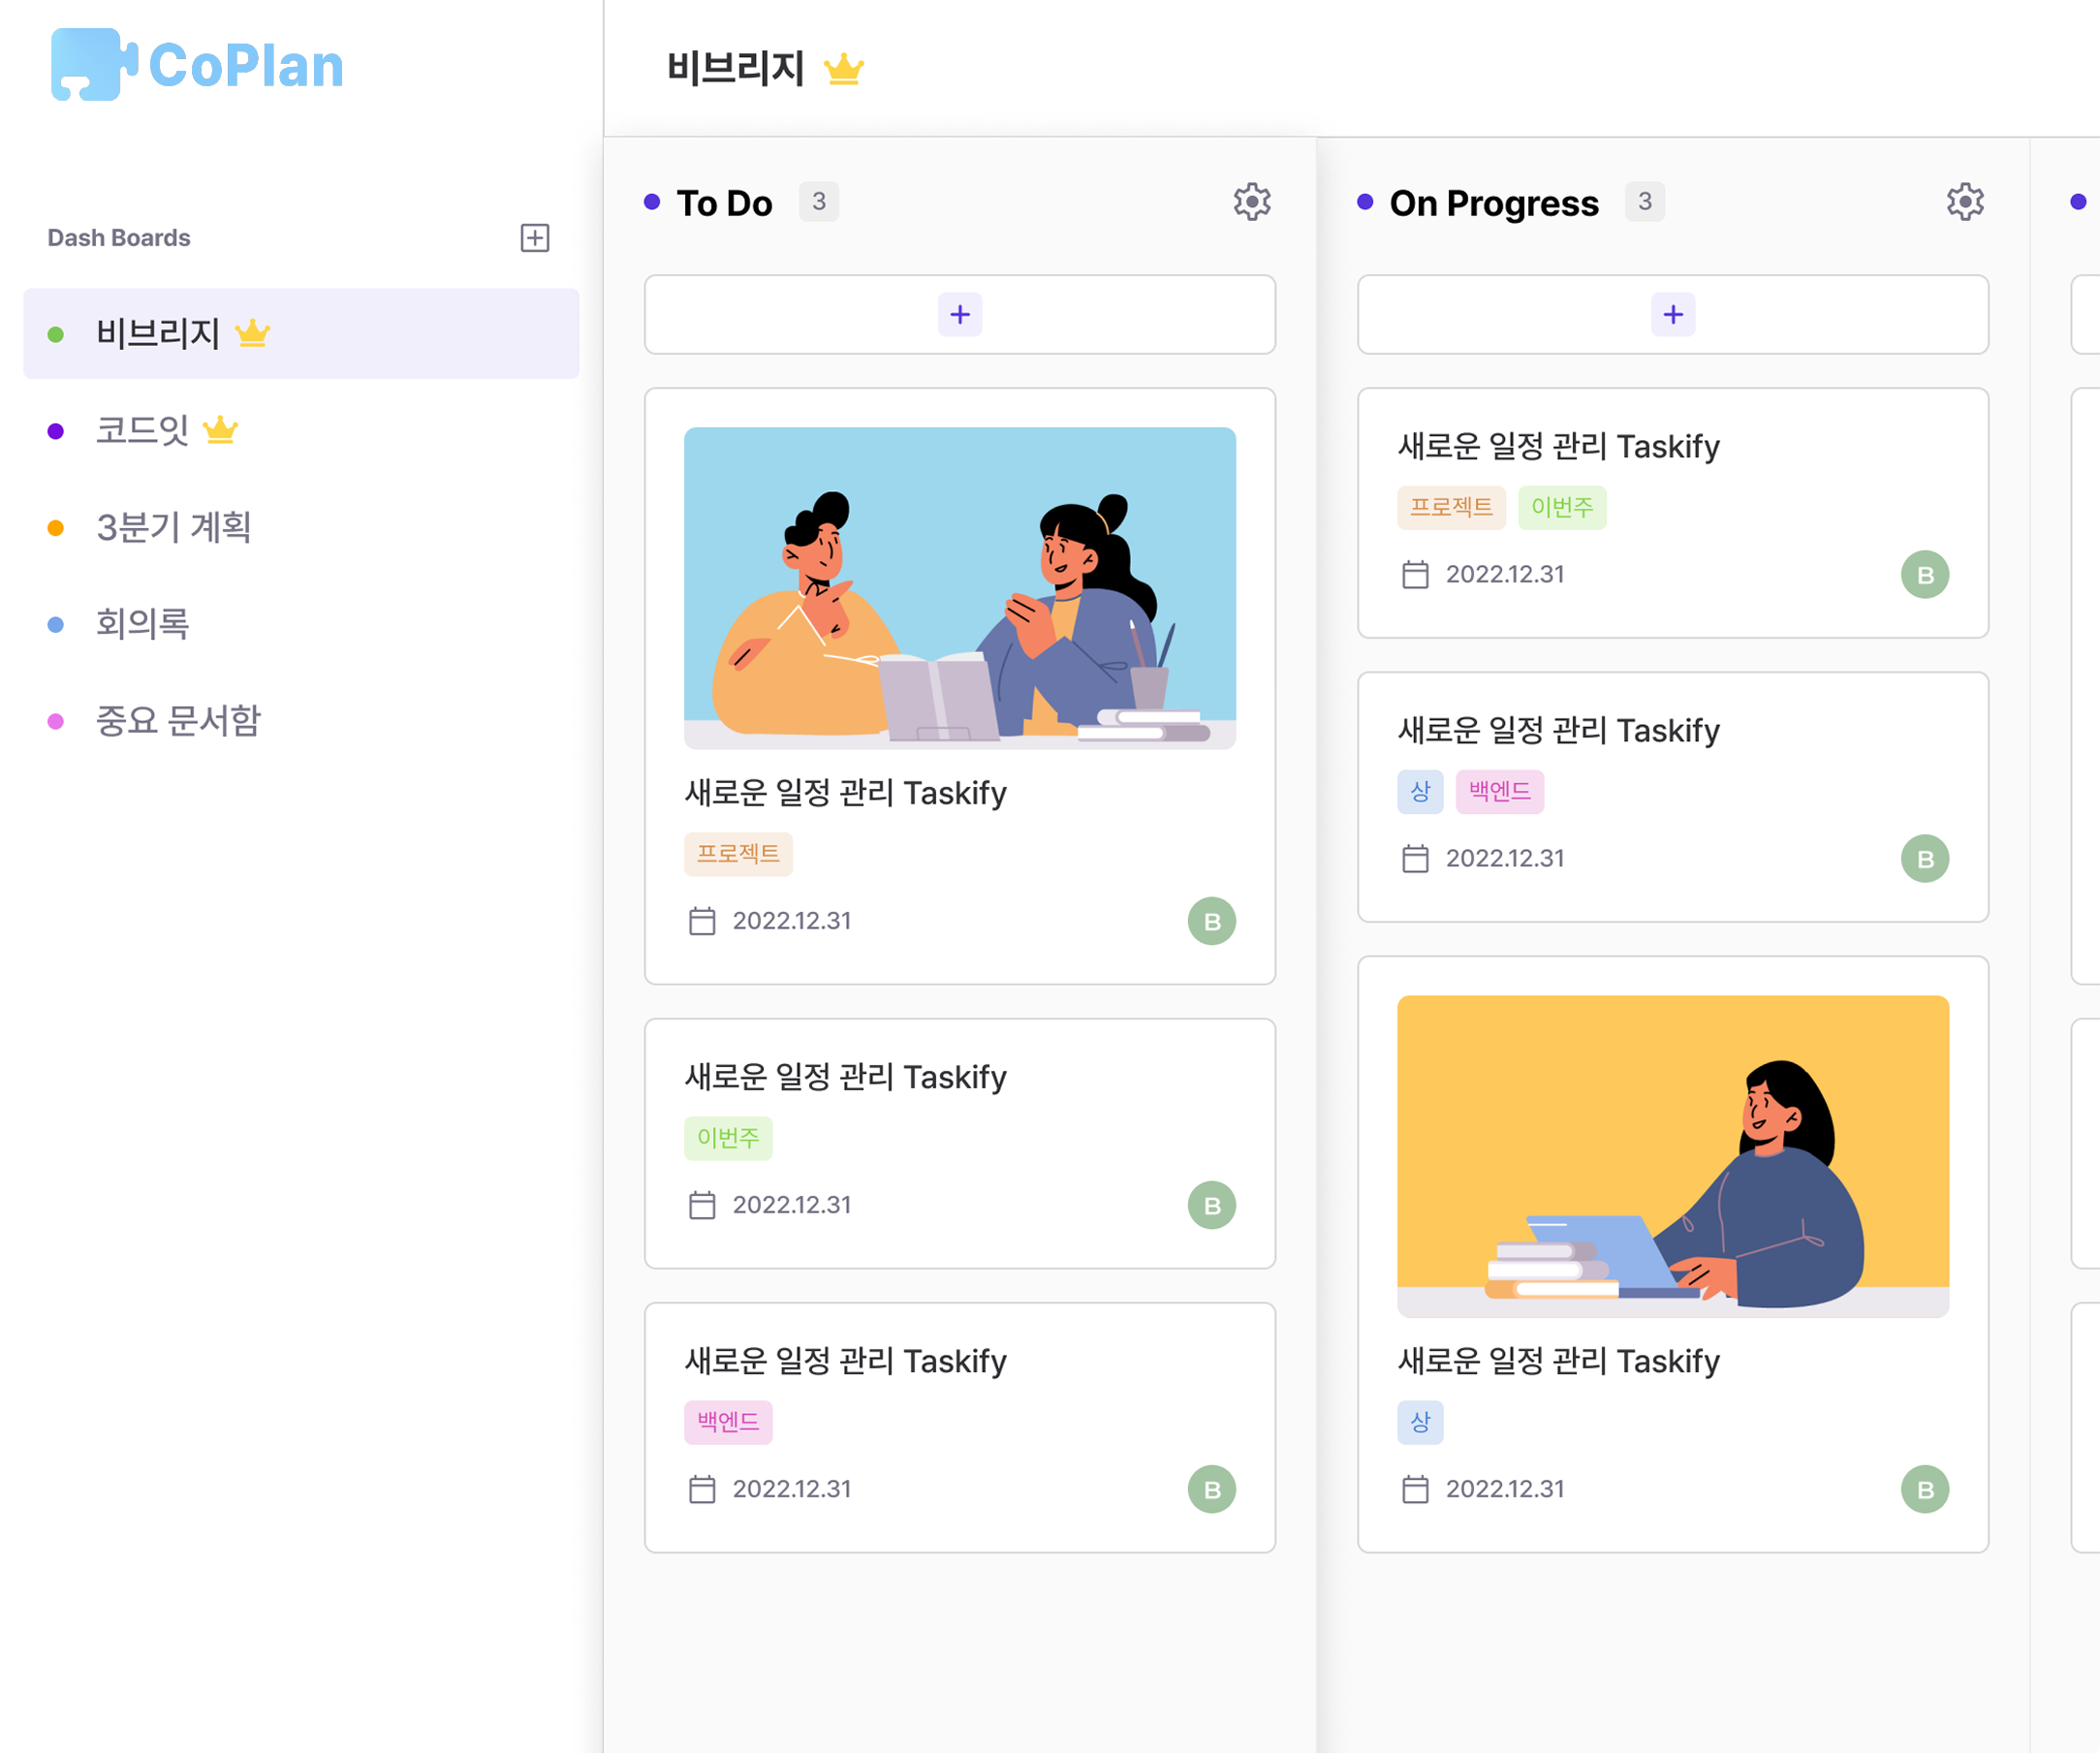 CoPlan
Dash Boards
비브리지
코드잇
3분기 계획
회의록
중요 문서함
비브리지
To Do 3
새로운 일정 관리 Taskify
프로젝트
2022.12.31 B
새로운 일정 관리 Taskify
이번주
2022.12.31 B
새로운 일정 관리 Taskify
백엔드
2022.12.31 B
On Progress 3
새로운 일정 관리 Taskify
프로젝트 이번주
2022.12.31 B
새로운 일정 관리 Taskify
상 백엔드
2022.12.31 B
새로운 일정 관리 Taskify
상
2022.12.31 B